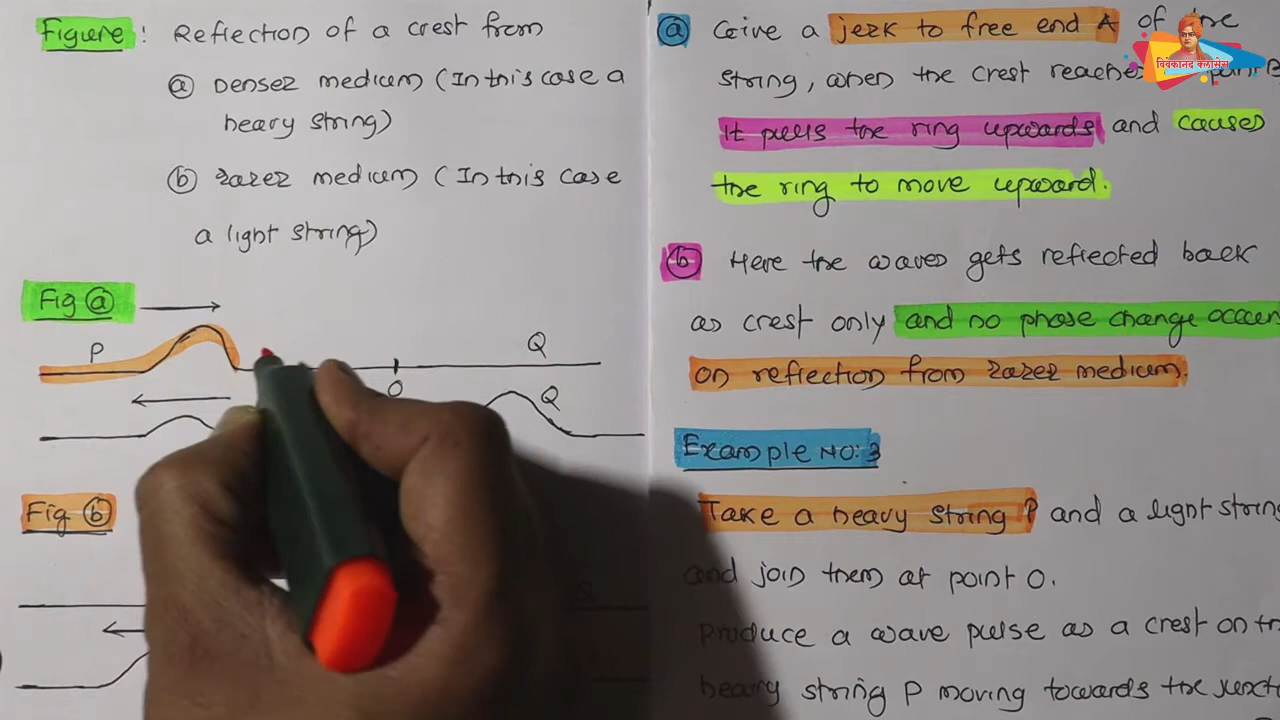 Figure : Reflection of a crest from
ⓐ Denser medium (In this case a
heavy string)
ⓑ rarer medium (In this case
a light string)
Fig ⓐ
P
Q
O
Q
Fig ⓑ
ⓐ Give a jerk to free end A of the
string, when the crest reaches
It pulls the ring upwards and causes
the ring to move upward.
ⓑ Here the waves gets reflected back
as crest only and no phase change occurs
on reflection from rarer medium.
Example NO: 3
Take a heavy string P and a light string
and join them at point O.
Produce a wave pulse as a crest on
heavy string P moving towards the
विवेकानंद क्लासेस